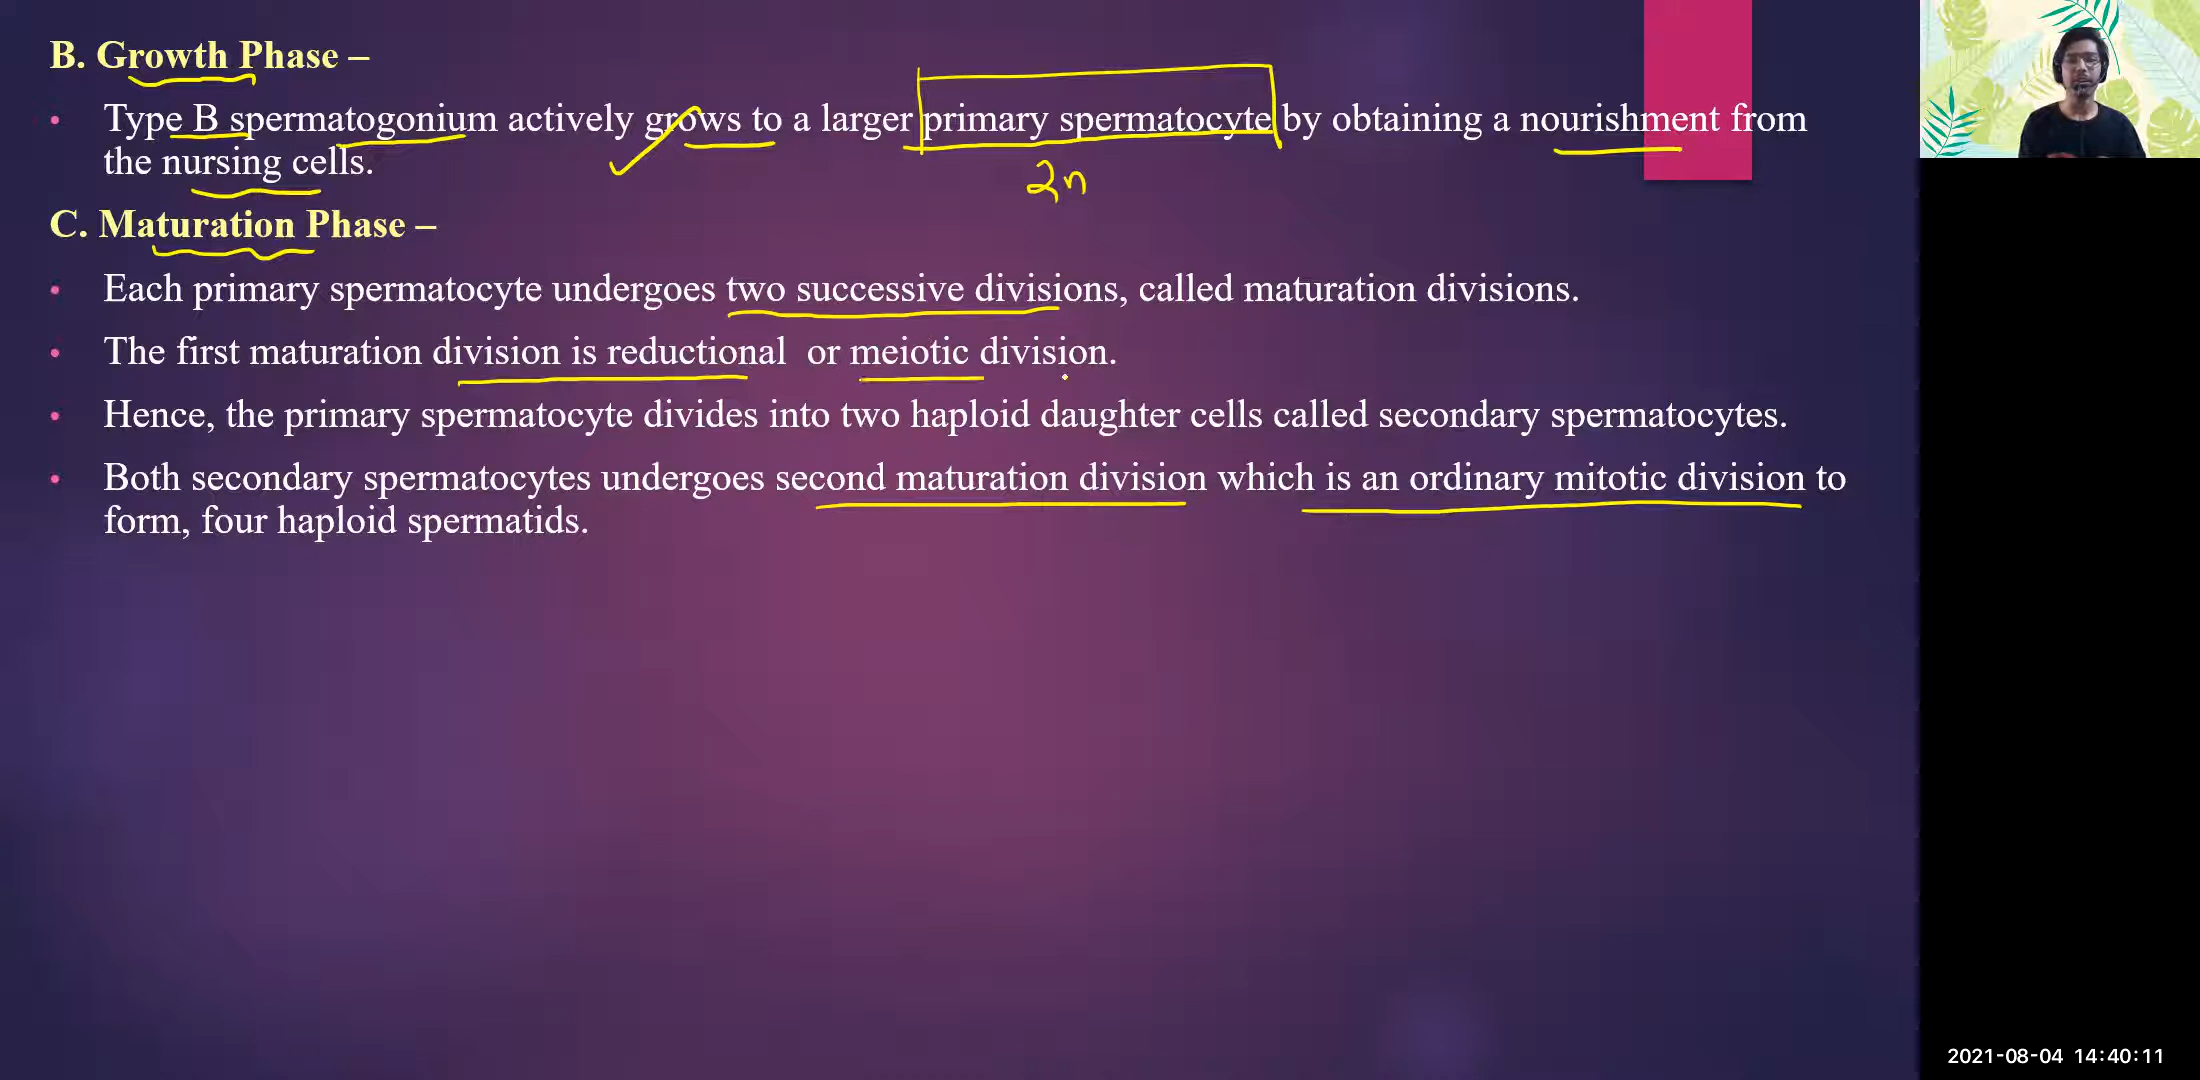 B. Growth Phase –
• Type B spermatogonium actively grows to a larger primary spermatocyte by obtaining a nourishment from
the nursing cells.
2n
C. Maturation Phase –
• Each primary spermatocyte undergoes two successive divisions, called maturation divisions.
• The first maturation division is reductional or meiotic division.
• Hence, the primary spermatocyte divides into two haploid daughter cells called secondary spermatocytes.
• Both secondary spermatocytes undergoes second maturation division which is an ordinary mitotic division to
form, four haploid spermatids.
2021-08-04 14:40:11